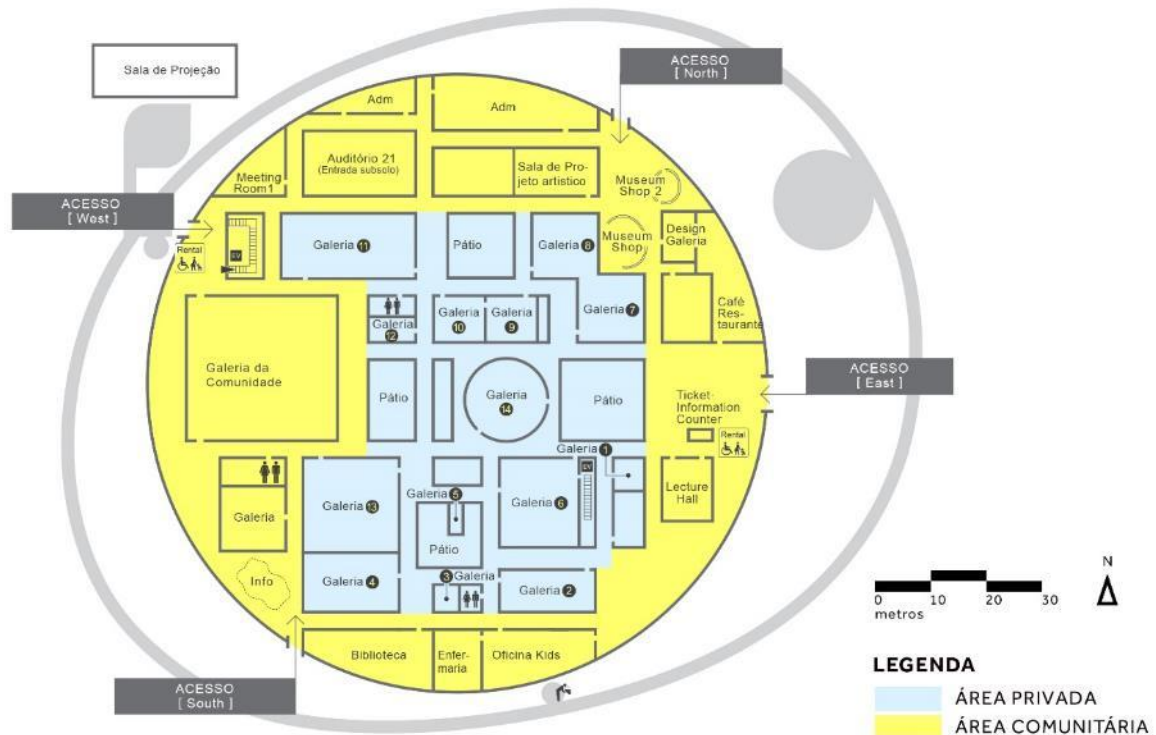 Sala de Projeção
ACESSO
[ North ]
Adm
Adm
Auditório 21
(Entrada subsolo)
Sala de Pro-
jeto artistico
Meeting
Room1
Museum
Shop 2
ACESSO
[ West ]
Rental
EV
Galeria 11
Pátio
Galeria 8
Museum
Shop
Design
Galeria
Galeria
12
Galeria
10
Galeria
9
Galeria 7
Café
Res-
taurante
Galeria da
Comunidade
Pátio
Galeria
14
Pátio
ACESSO
[ East ]
Ticket-
Information
Counter
Rental
Galeria 1
EV
Galeria 13
Galeria 5
Galeria 6
Lecture
Hall
Galeria
Pátio
Info
Galeria 4
3 Galeria
Galeria 2
Biblioteca
Enfer-
maria
Oficina Kids
ACESSO
[ South ]
N
0 10 20 30
metros
LEGENDA
ÁREA PRIVADA
ÁREA COMUNITÁRIA